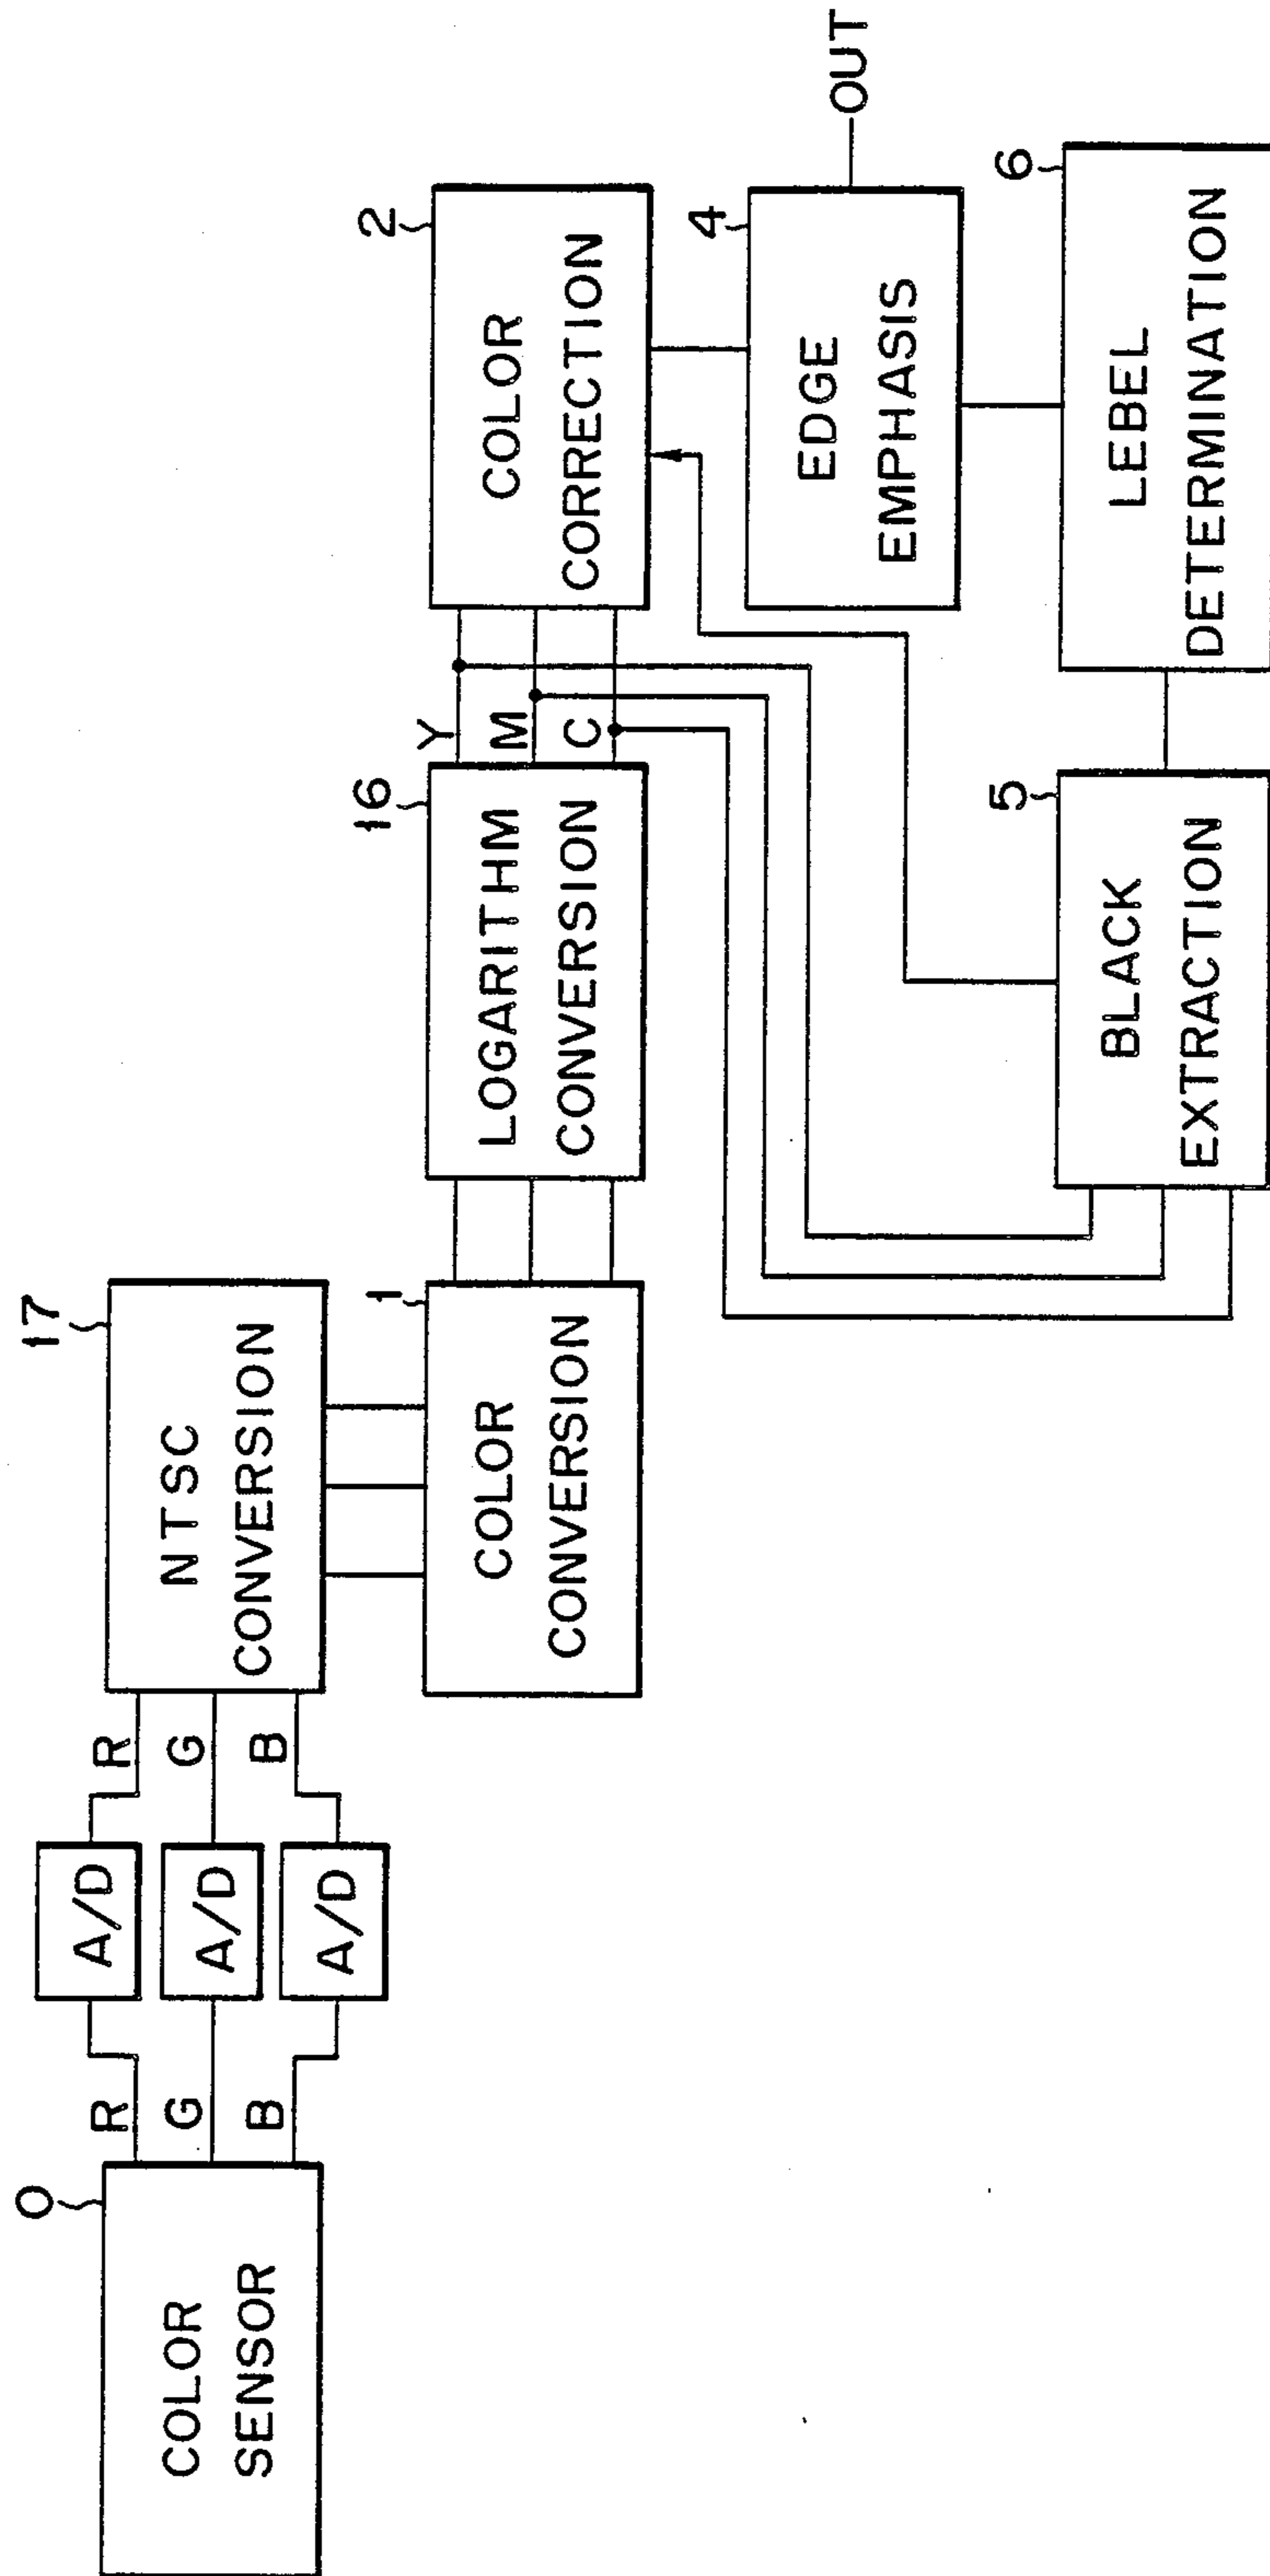 0
COLOR
SENSOR
R
G
B
A/D
A/D
A/D
R
G
B
17
NTSC
CONVERSION
1
COLOR
CONVERSION
16
LOGARITHM
CONVERSION
Y
M
C
2
COLOR
CORRECTION
4
EDGE
EMPHASIS
OUT
5
BLACK
EXTRACTION
6
LEBEL
DETERMINATION